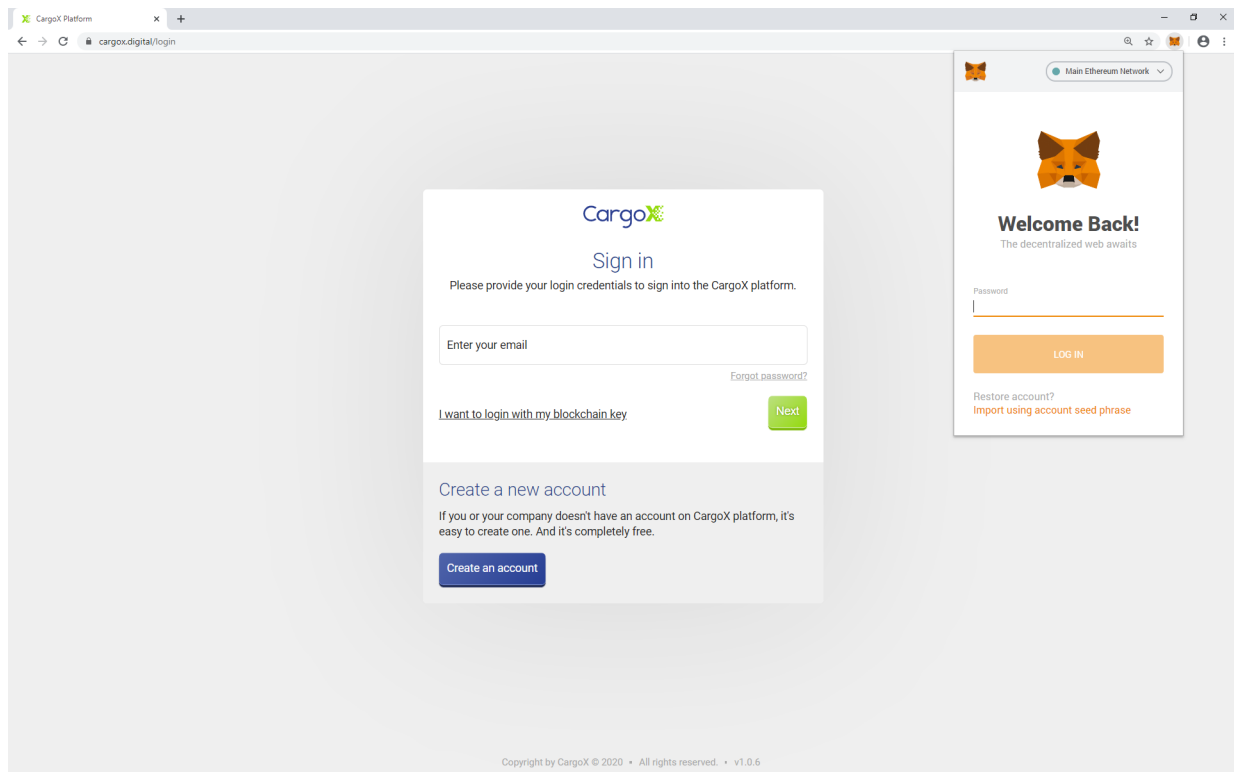 CargoX Platform
cargox.digital/login
Main Ethereum Network
Welcome Back!
The decentralized web awaits
Password
LOG IN
Restore account?
Import using account seed phrase
CargoX
Sign in
Please provide your login credentials to sign into the CargoX platform.
Enter your email
Forgot password?
I want to login with my blockchain key
Next
Create a new account
If you or your company doesn't have an account on CargoX platform, it's
easy to create one. And it's completely free.
Create an account
Copyright by CargoX © 2020 • All rights reserved. • v1.0.6